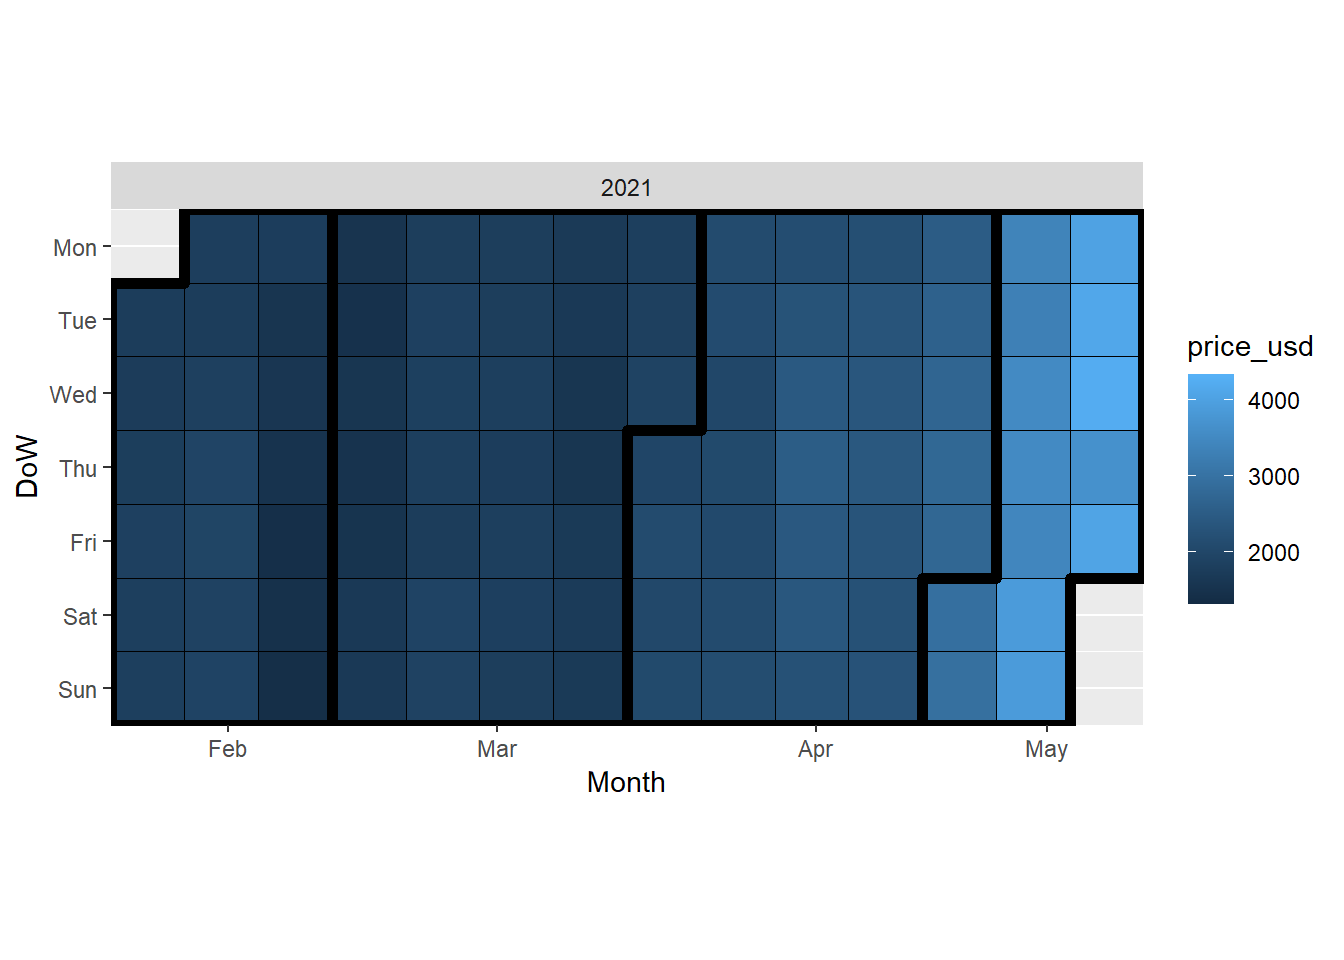 2021
Mon
Tue
Wed
Thu
Fri
Sat
Sun
DoW
Feb Mar Apr May
Month
price_usd
4000
3000
2000